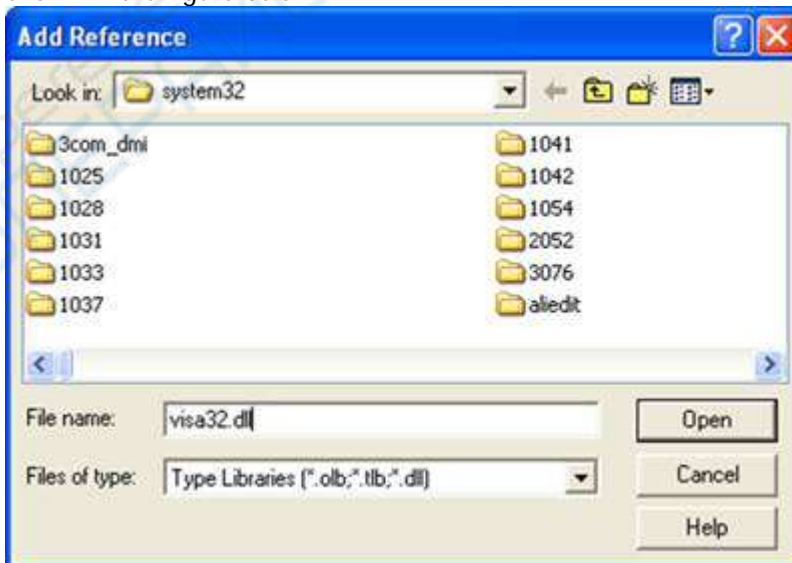 Add Reference
Look in: system32
3com_dmi 1041
1025 1042
1028 1054
1031 2052
1033 3076
1037 aliedit
File name: visa32.dll Open
Files of type: Type Libraries (*.olb;*.tlb;*.dll) Cancel
Help